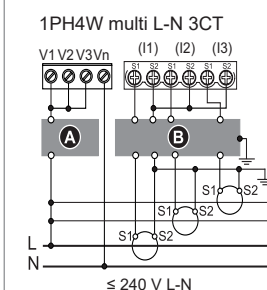 1PH4W multi L-N 3CT
V1 V2 V3 Vn
(I1) (I2) (I3)
S1 S2 S1 S2 S1 S2
A
B
S1 S2
S1 S2
S1 S2
L
N
≤ 240 V L-N